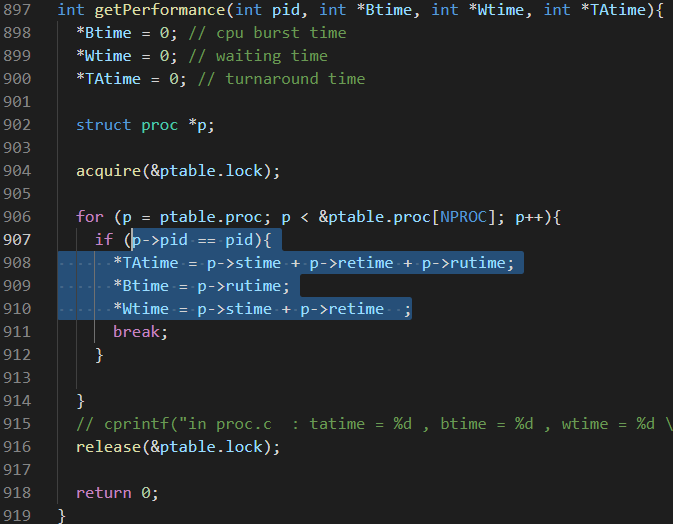 897 int getPerformance(int pid, int *Btime, int *Wtime, int *TAtime){
898 *Btime = 0; // cpu burst time
899 *Wtime = 0; // waiting time
900 *TAtime = 0; // turnaround time
901
902 struct proc *p;
903
904 acquire(&ptable.lock);
905
906 for (p = ptable.proc; p < &ptable.proc[NPROC]; p++){
907 if (p->pid == pid){
908 *TAtime = p->stime + p->retime + p->rutime;
909 *Btime = p->rutime;
910 *Wtime = p->stime + p->retime  ;
911 break;
912 }
913
914 }
915 // cprintf("in proc.c  : tatime = %d , btime = %d , wtime = %d \
916 release(&ptable.lock);
917
918 return 0;
919 }